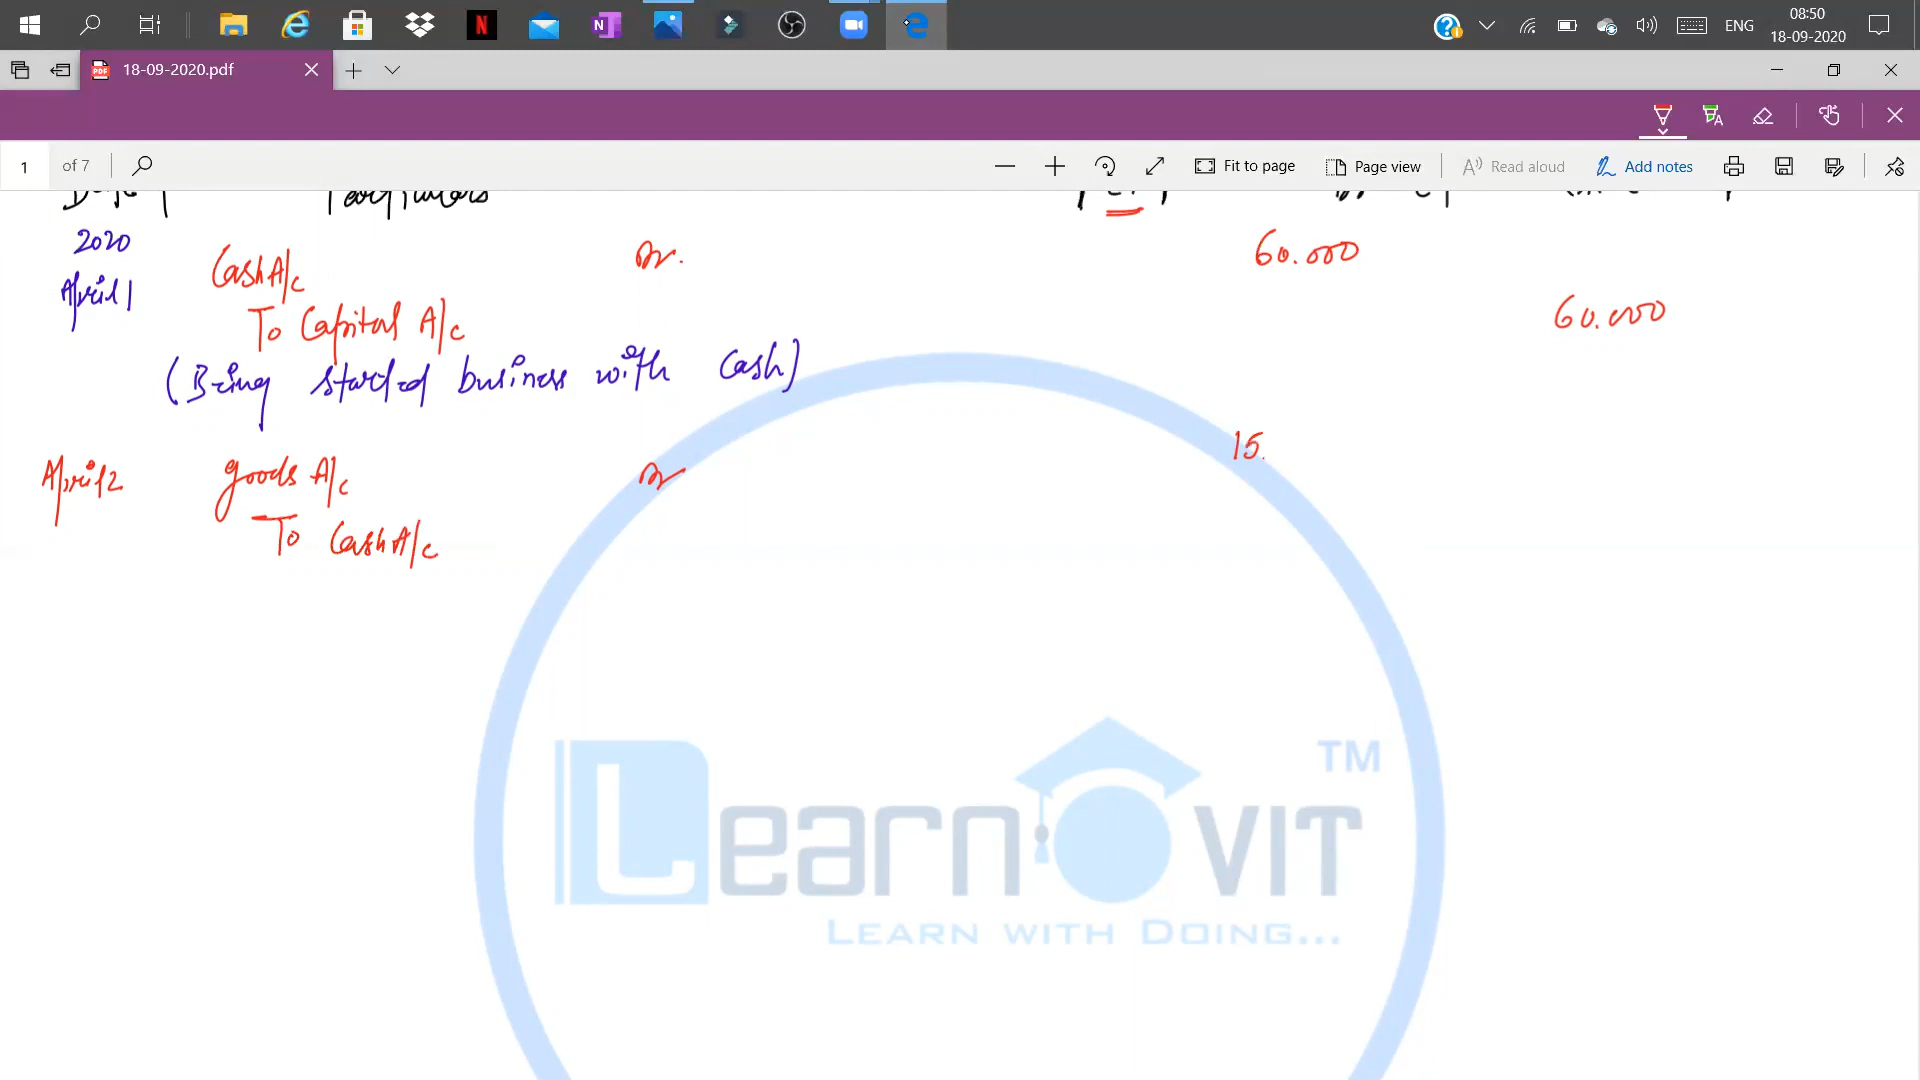 08:50
ENG
18-09-2020
18-09-2020.pdf
1 of 7
Fit to page
Page view
Read aloud
Add notes
Date Particulars
2020
April 1 Cash A/c Dr. 60.000
To Capital A/c 60.000
(Being started business with Cash)
April 2 goods A/c Dr 15.
To Cash A/c
TM
LEARNOVIT
LEARN WITH DOING...